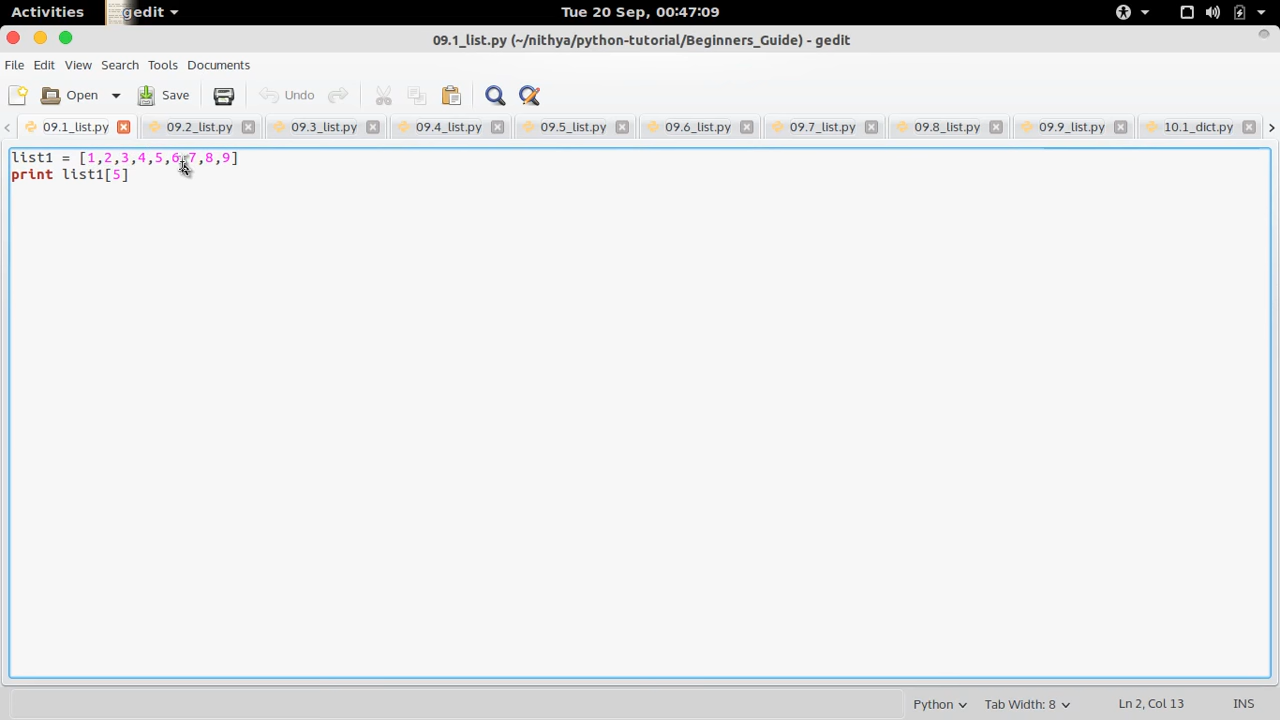 Activities gedit Tue 20 Sep, 00:47:09
09.1_list.py (~/nithya/python-tutorial/Beginners_Guide) - gedit
File Edit View Search Tools Documents
Open Save Undo
09.1_list.py 09.2_list.py 09.3_list.py 09.4_list.py 09.5_list.py 09.6_list.py 09.7_list.py 09.8_list.py 09.9_list.py 10.1_dict.py
list1 = [1,2,3,4,5,6,7,8,9]
print list1[5]
Python Tab Width: 8 Ln 2, Col 13 INS